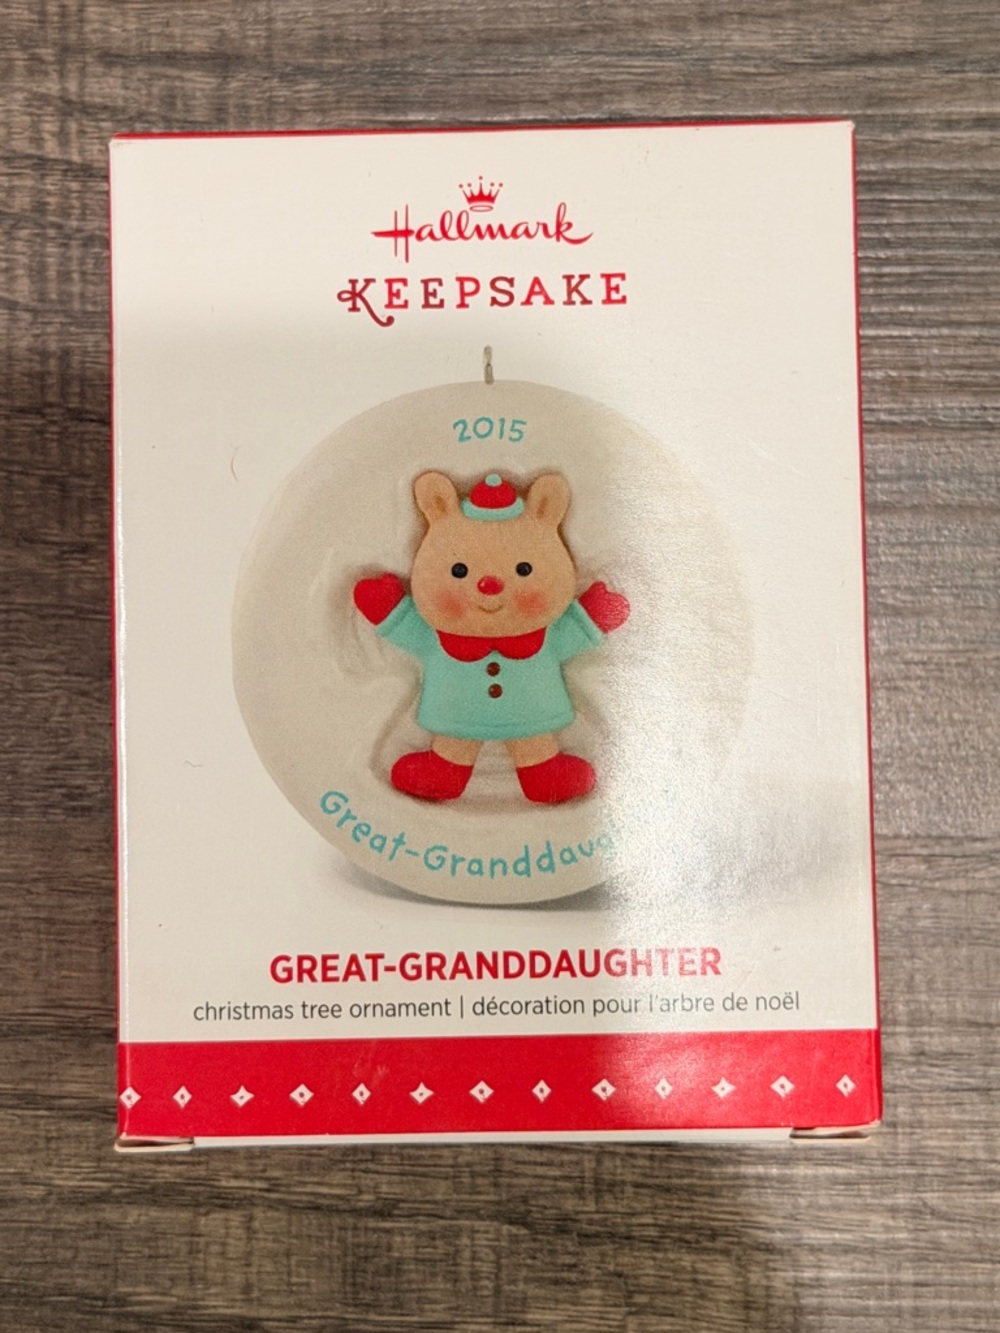 Hallmark
KEEPSAKE
2015
GREAT-GRANDDAUGHTER
christmas tree ornament | décoration pour l'arbre de noël